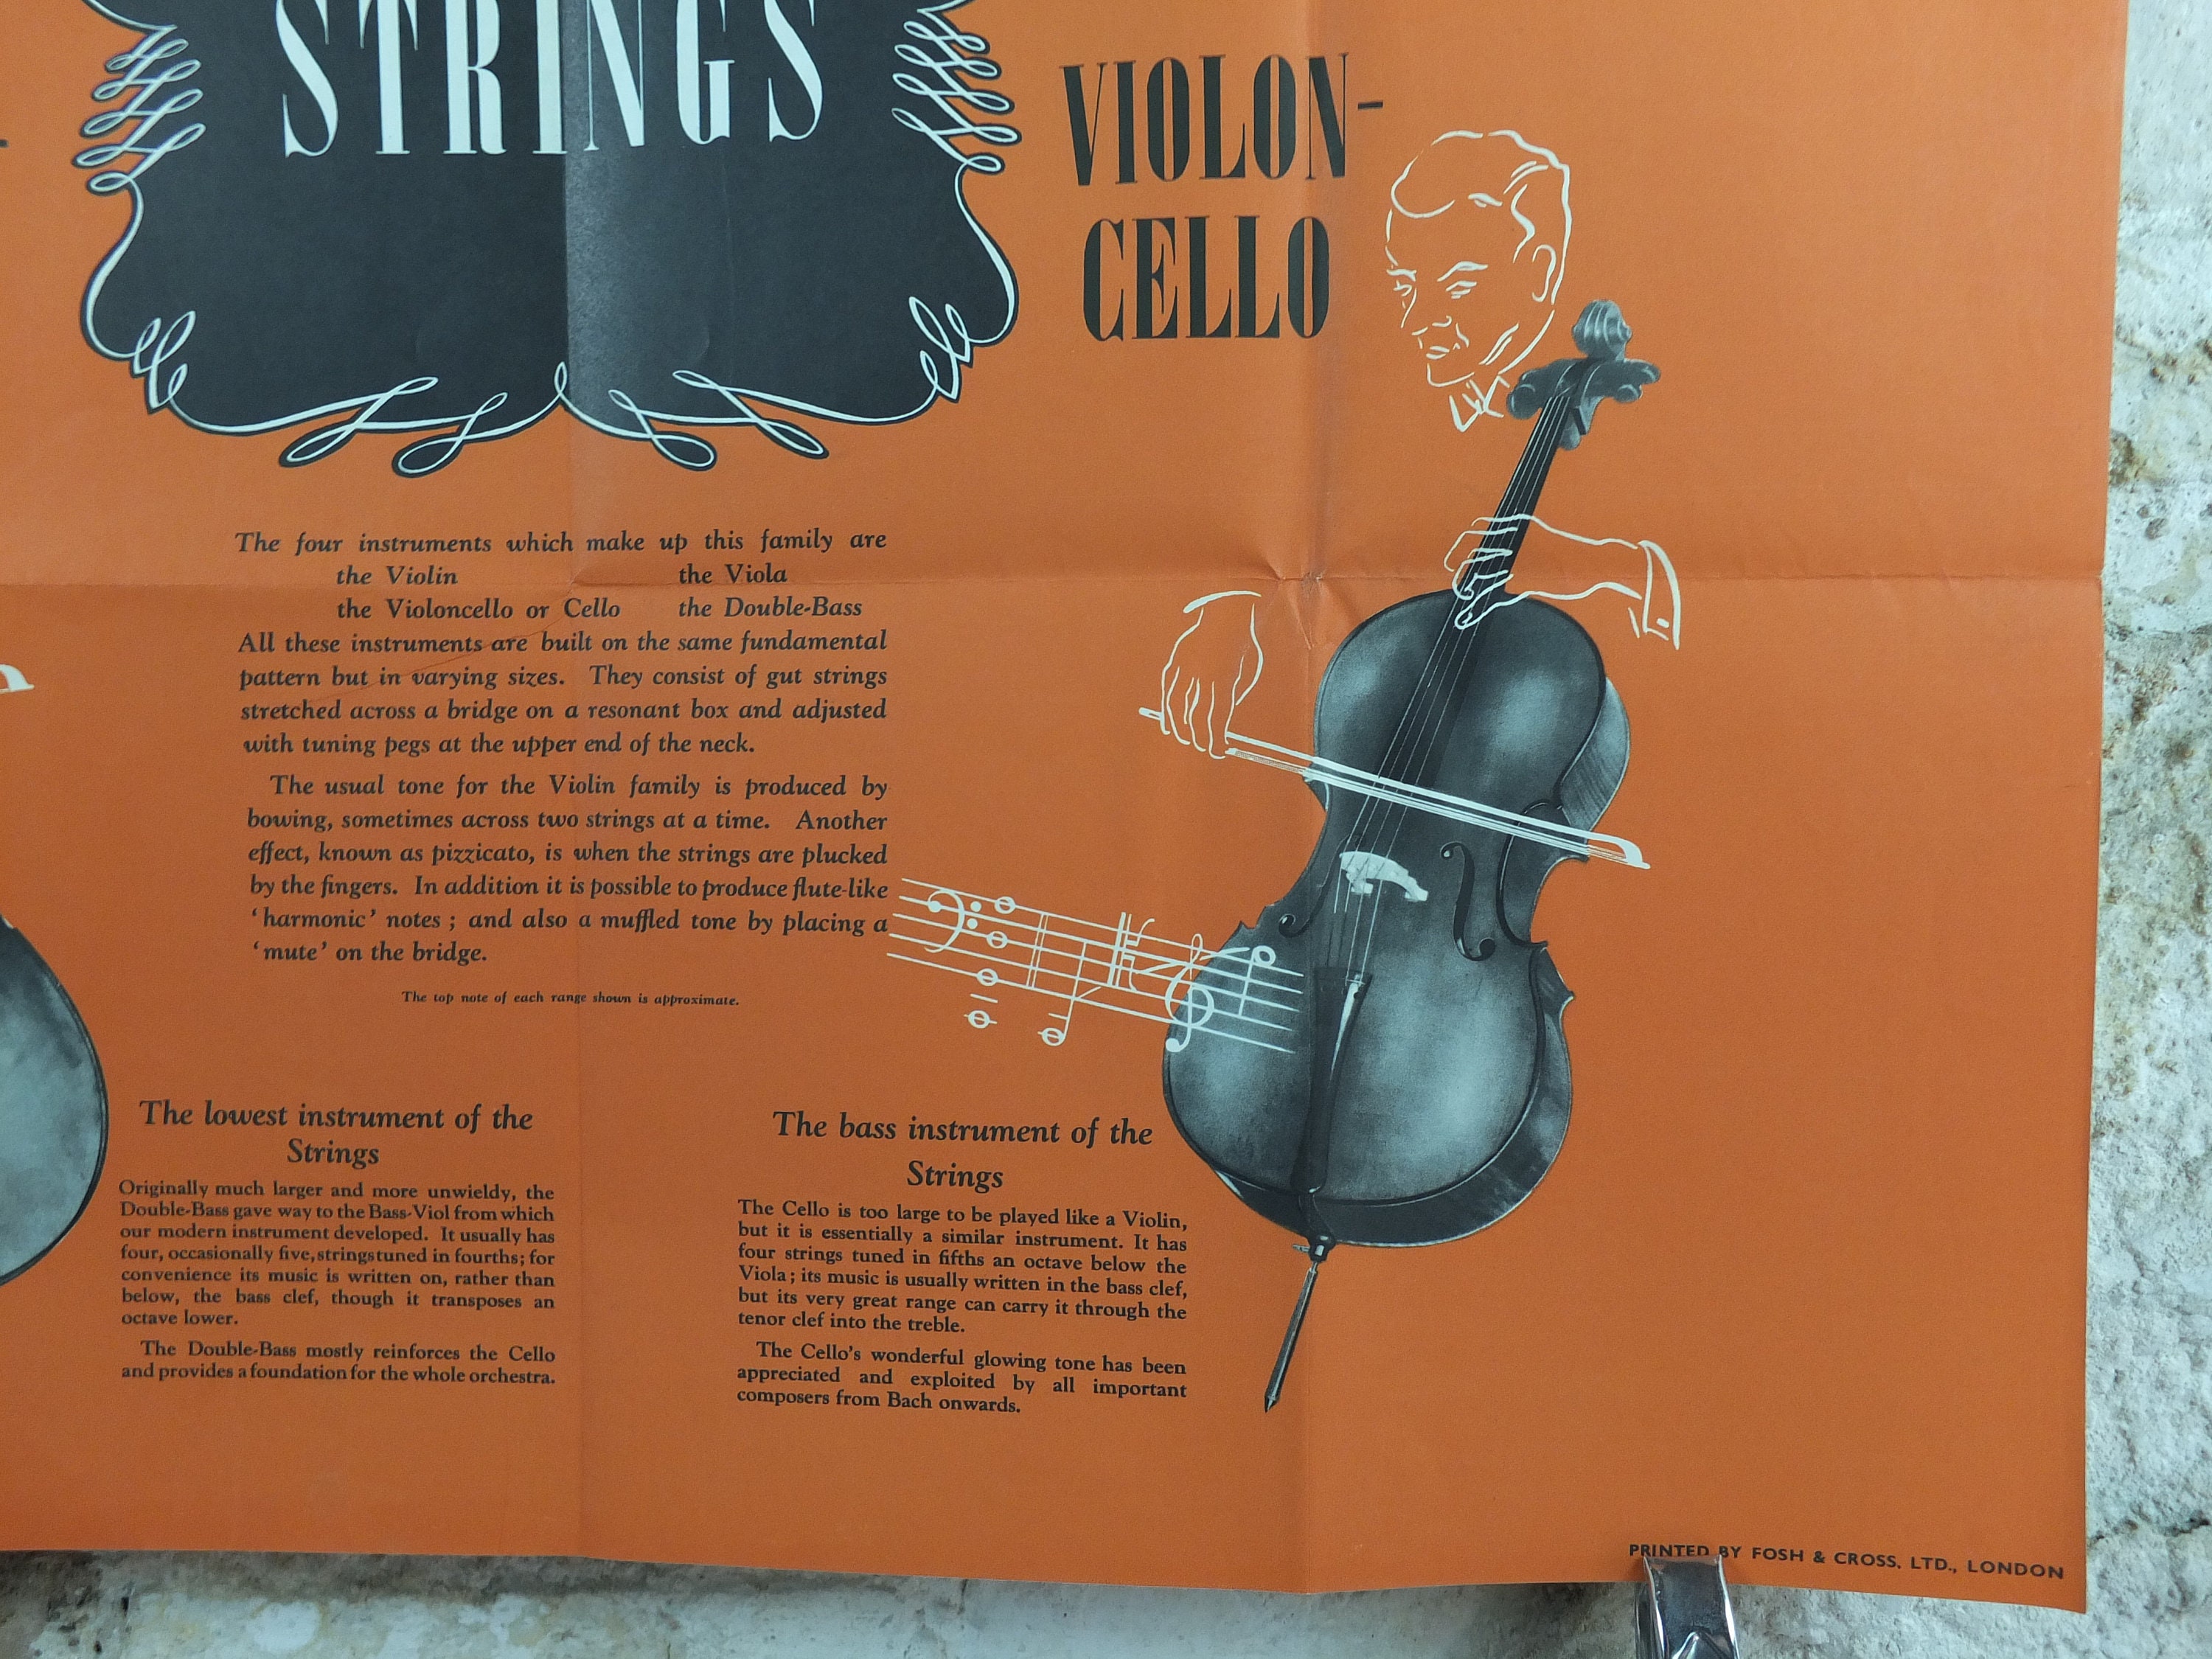 STRINGS
VIOLON-
CELLO
The four instruments which make up this family are
the Violin the Viola
the Violoncello or Cello the Double-Bass
All these instruments are built on the same fundamental
pattern but in varying sizes. They consist of gut strings
stretched across a bridge on a resonant box and adjusted
with tuning pegs at the upper end of the neck.
The usual tone for the Violin family is produced by
bowing, sometimes across two strings at a time. Another
effect, known as pizzicato, is when the strings are plucked
by the fingers. In addition it is possible to produce flute-like
‘harmonic’ notes ; and also a muffled tone by placing a
‘mute’ on the bridge.
The top note of each range shown is approximate.
The lowest instrument of the
Strings
Originally much larger and more unwieldy, the
Double-Bass gave way to the Bass-Viol from which
our modern instrument developed. It usually has
four, occasionally five, strings tuned in fourths; for
convenience its music is written on, rather than
below, the bass clef, though it transposes an
octave lower.
The Double-Bass mostly reinforces the Cello
and provides a foundation for the whole orchestra.
The bass instrument of the
Strings
The Cello is too large to be played like a Violin,
but it is essentially a similar instrument. It has
four strings tuned in fifths an octave below the
Viola; its music is usually written in the bass clef,
but its very great range can carry it through the
tenor clef into the treble.
The Cello's wonderful glowing tone has been
appreciated and exploited by all important
composers from Bach onwards.
PRINTED BY FOSH & CROSS. LTD., LONDON